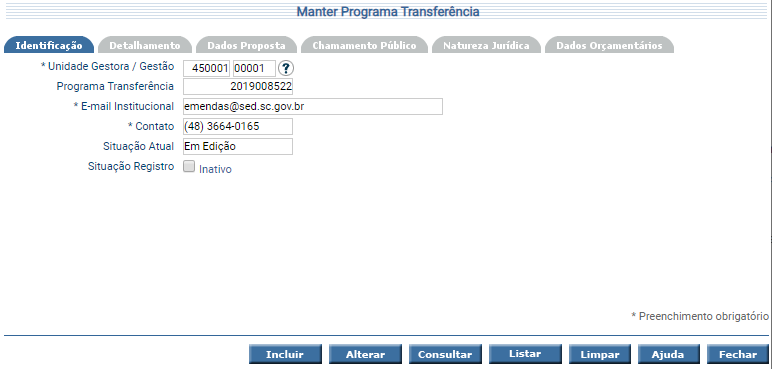 Manter Programa Transferência
Identificação Detalhamento Dados Proposta Chamamento Público Natureza Jurídica Dados Orçamentários
* Unidade Gestora / Gestão 450001 00001 ?
Programa Transferência 2019008522
* E-mail Institucional emendas@sed.sc.gov.br
* Contato (48) 3664-0165
Situação Atual Em Edição
Situação Registro Inativo
* Preenchimento obrigatório
Incluir Alterar Consultar Listar Limpar Ajuda Fechar